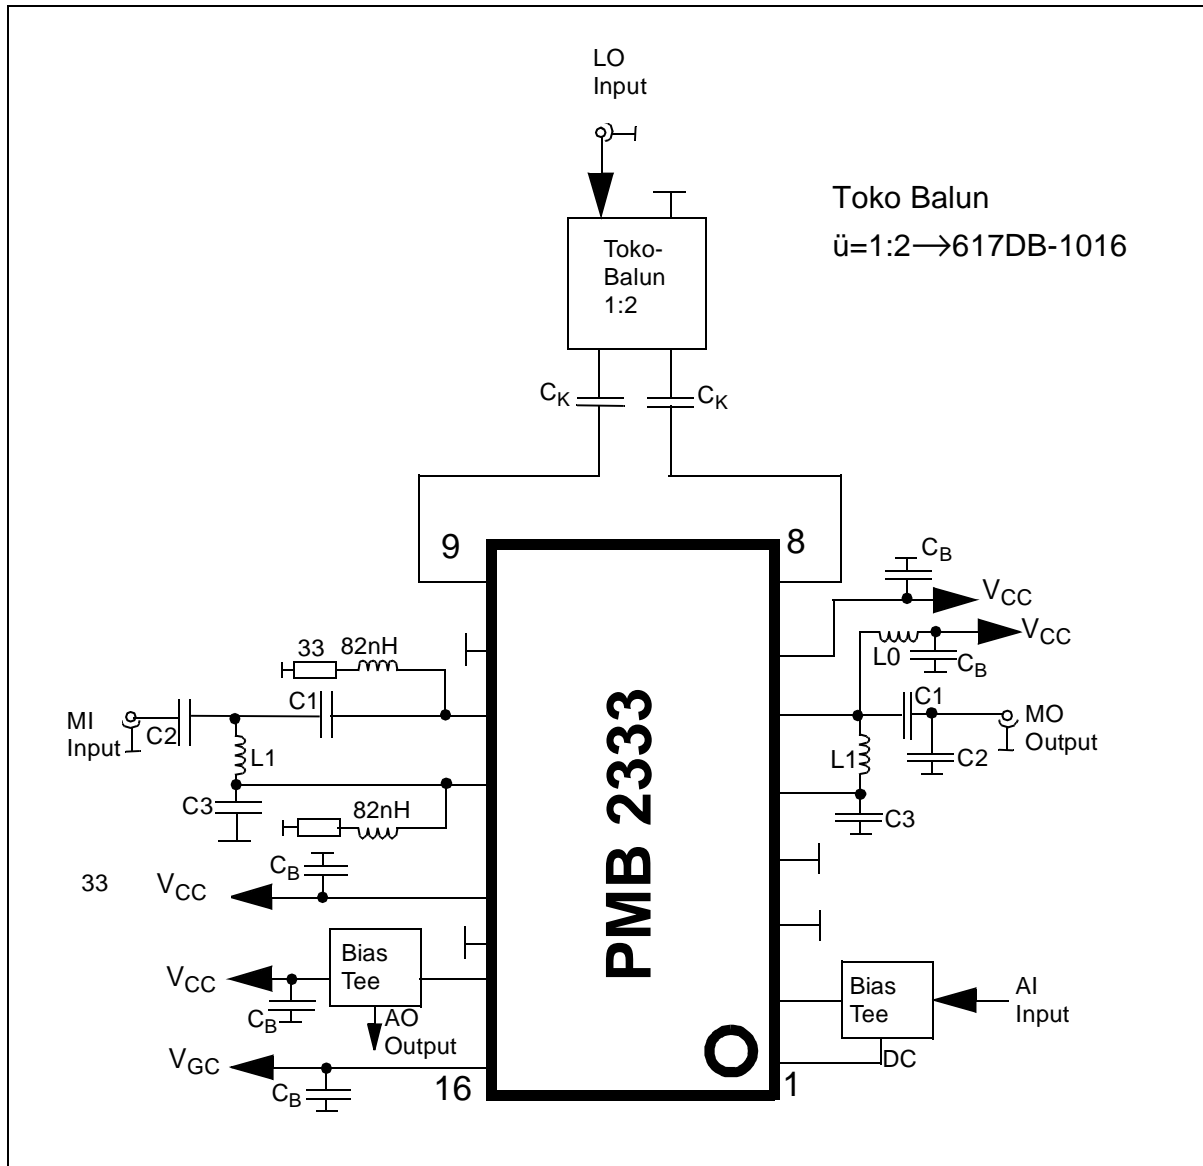 LO
Input
Toko Balun
ü=1:2→617DB-1016
Toko-
Balun
1:2
CK
CK
9
8
CB
VCC
VCC
L0
CB
33
82nH
C1
MI
Input
C2
L1
C3
82nH
CB
33
VCC
C1
MO
Output
L1
C2
C3
PMB 2333
Bias
Tee
VCC
CB
AO
Output
VGC
CB
16
Bias
Tee
AI
Input
DC
1